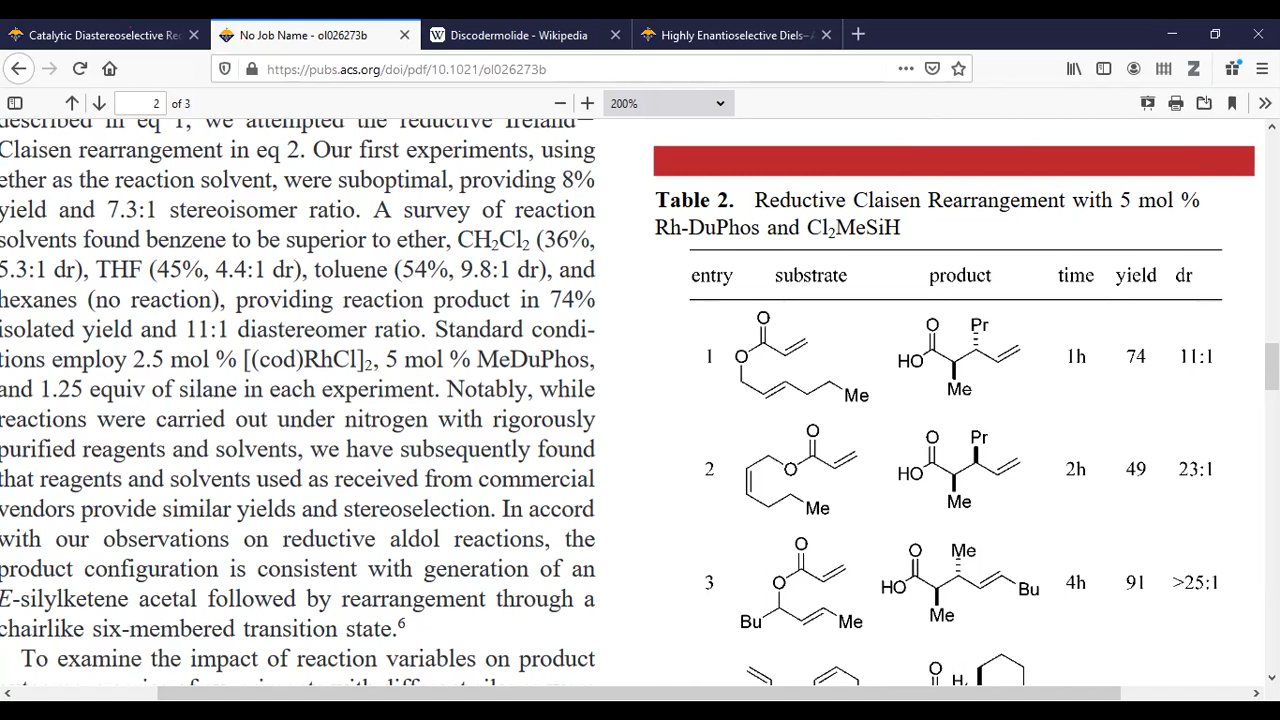 Catalytic Diastereoselective Re
No Job Name - ol026273b
Discodermolide - Wikipedia
Highly Enantioselective Diels–A
https://pubs.acs.org/doi/pdf/10.1021/ol026273b
2 of 3
200%
described in eq 1, we attempted the reductive Ireland–
Claisen rearrangement in eq 2. Our first experiments, using
ether as the reaction solvent, were suboptimal, providing 8%
yield and 7.3:1 stereoisomer ratio. A survey of reaction
solvents found benzene to be superior to ether, CH2Cl2 (36%,
5.3:1 dr), THF (45%, 4.4:1 dr), toluene (54%, 9.8:1 dr), and
hexanes (no reaction), providing reaction product in 74%
isolated yield and 11:1 diastereomer ratio. Standard condi-
tions employ 2.5 mol % [(cod)RhCl]2, 5 mol % MeDuPhos,
and 1.25 equiv of silane in each experiment. Notably, while
reactions were carried out under nitrogen with rigorously
purified reagents and solvents, we have subsequently found
that reagents and solvents used as received from commercial
vendors provide similar yields and stereoselection. In accord
with our observations on reductive aldol reactions, the
product configuration is consistent with generation of an
E-silylketene acetal followed by rearrangement through a
chairlike six-membered transition state.6
To examine the impact of reaction variables on product
Table 2. Reductive Claisen Rearrangement with 5 mol %
Rh-DuPhos and Cl2MeSiH
entry substrate product time yield dr
O O Pr
1 O HO 1h 74 11:1
Me Me
O O Pr
2 O HO 2h 49 23:1
Me Me
O O Me
3 O HO Bu 4h 91 >25:1
Bu Me Me
O H